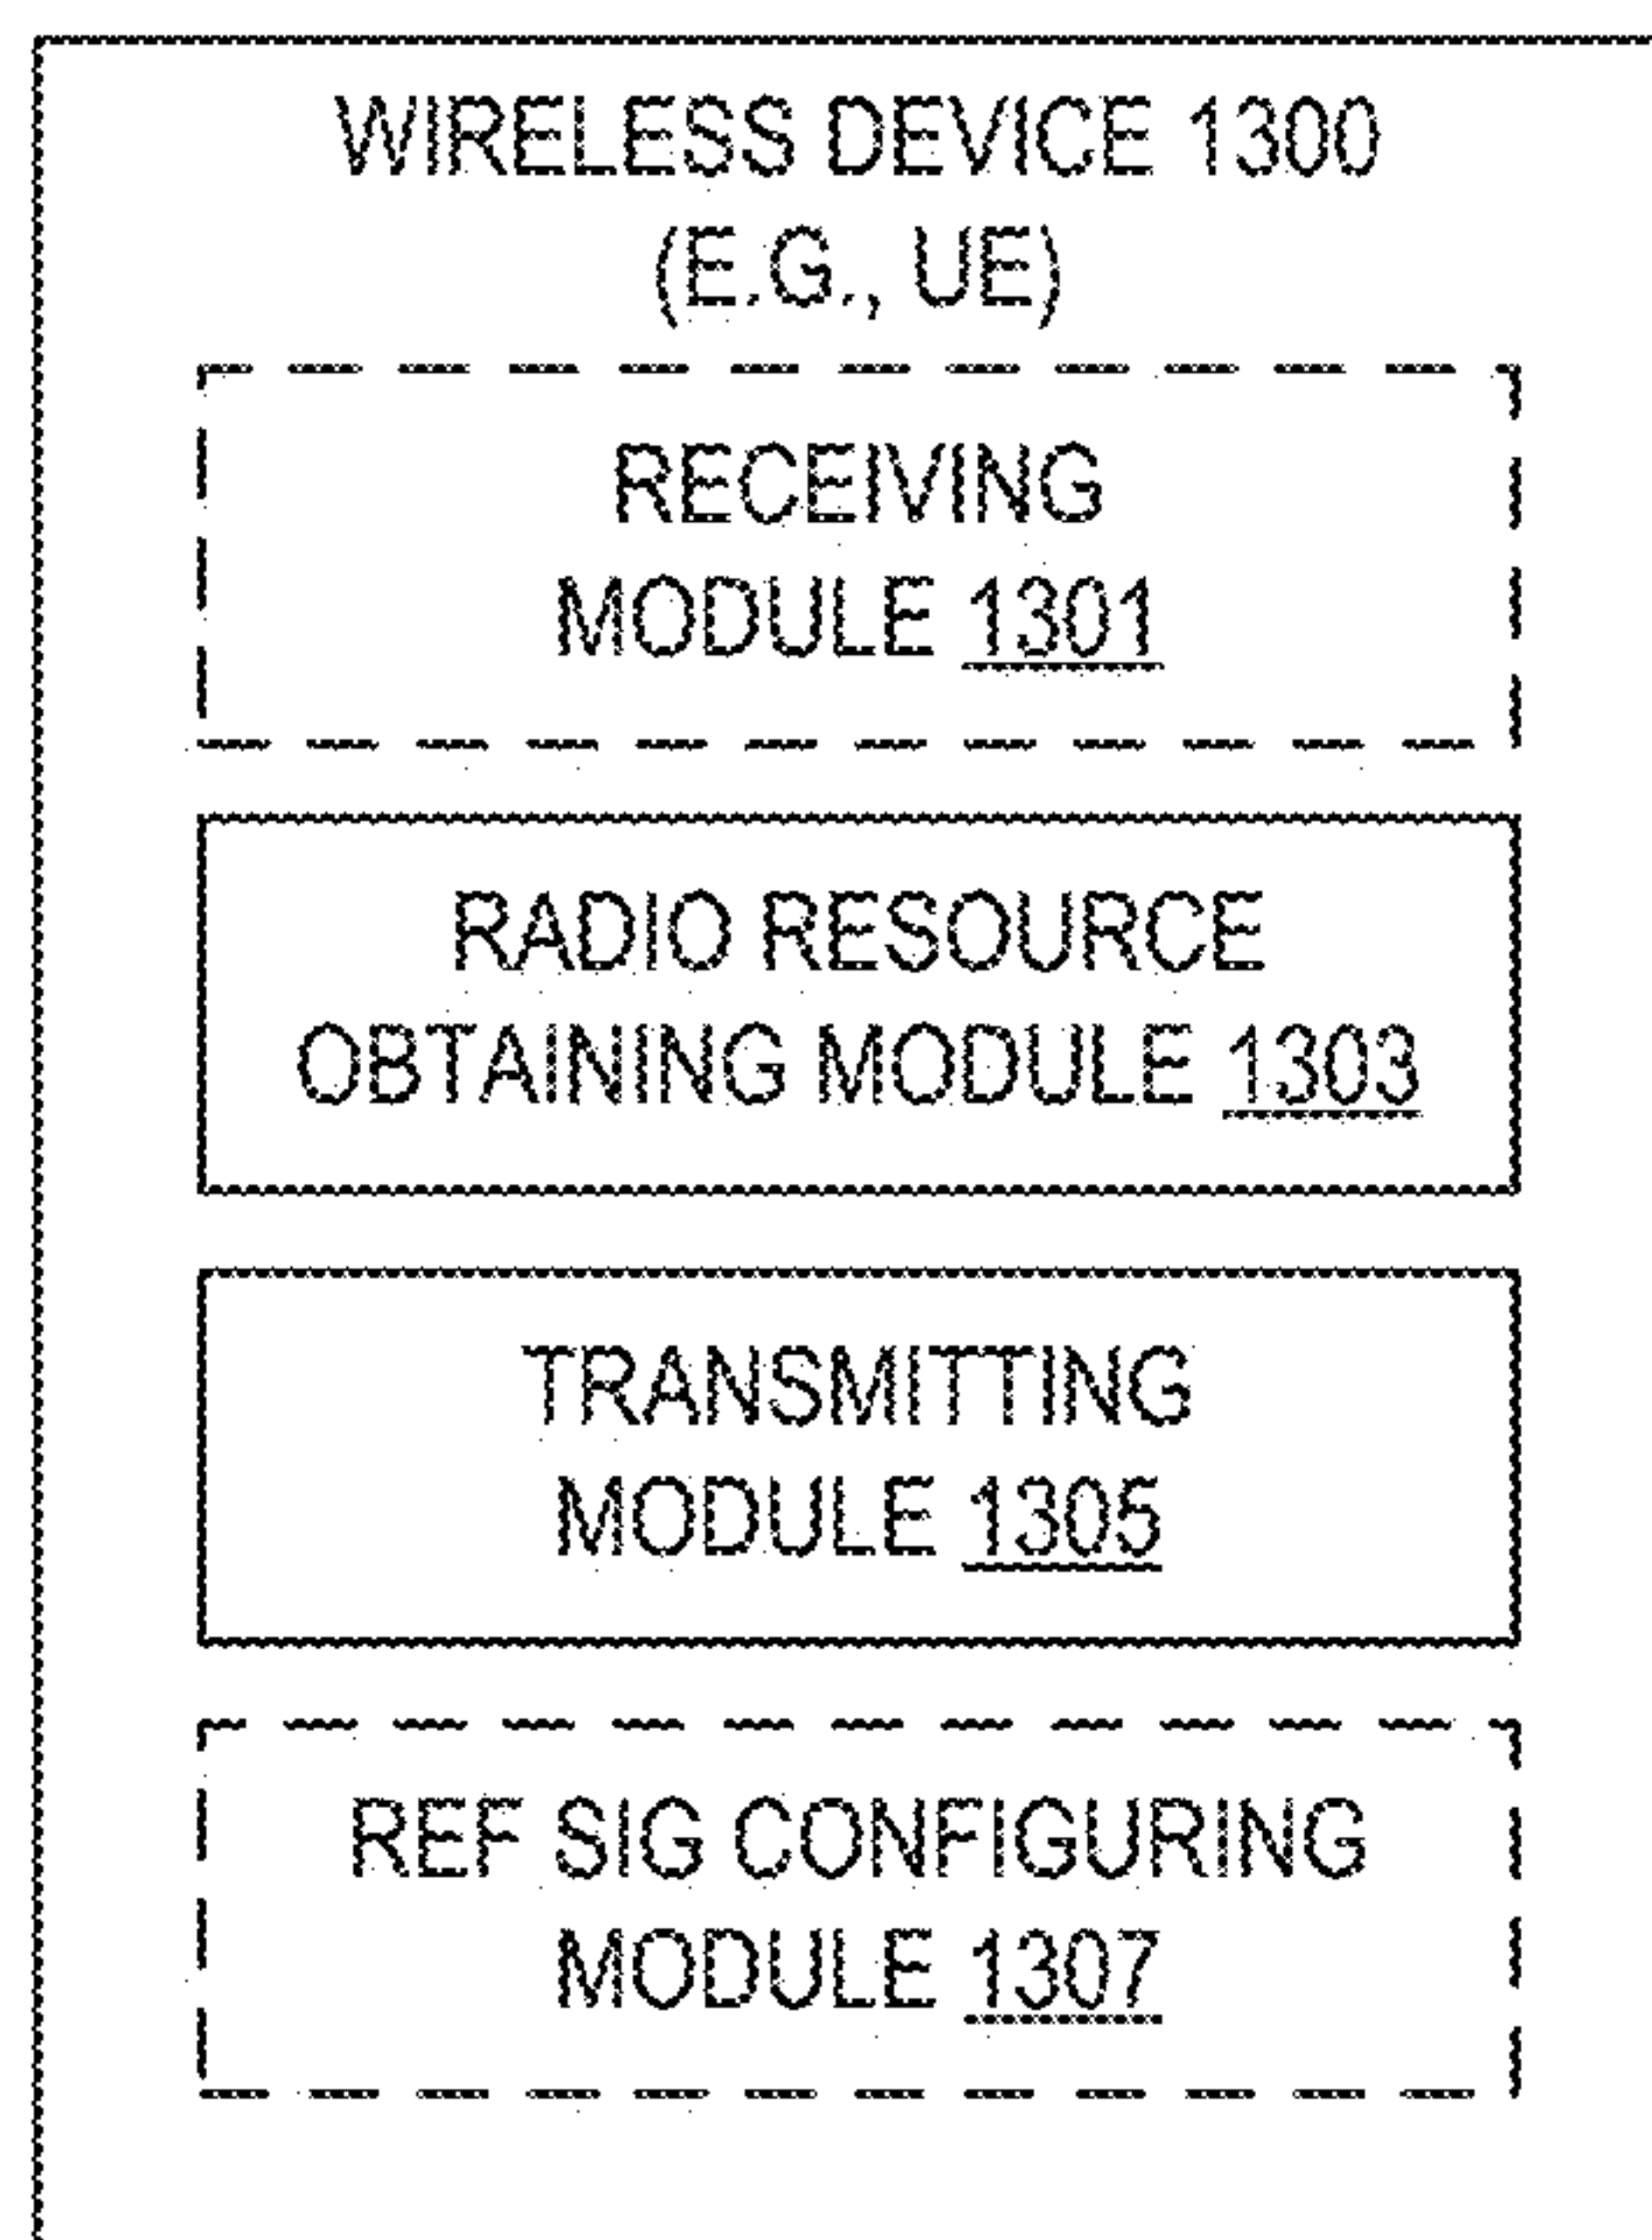 WIRELESS DEVICE 1300
(E.G., UE)
RECEIVING
MODULE 1301
RADIO RESOURCE
OBTAINING MODULE 1303
TRANSMITTING
MODULE 1305
REF SIG CONFIGURING
MODULE 1307